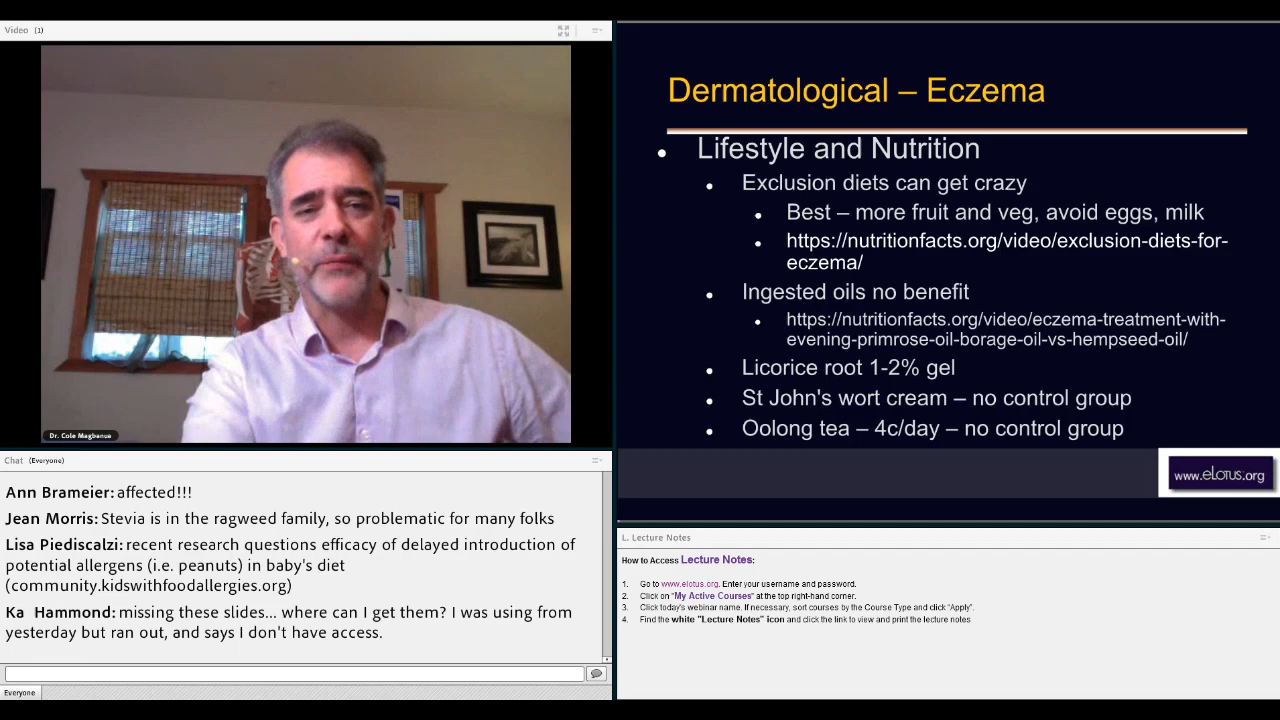 Video (1)
Dr. Cole Magbanua
Chat (Everyone)
Ann Brameier: affected!!!
Jean Morris: Stevia is in the ragweed family, so problematic for many folks
Lisa Piediscalzi: recent research questions efficacy of delayed introduction of
potential allergens (i.e. peanuts) in baby's diet
(community.kidswithfoodallergies.org)
Ka Hammond: missing these slides... where can I get them? I was using from
yesterday but ran out, and says I don't have access.
Everyone
Dermatological – Eczema
• Lifestyle and Nutrition
• Exclusion diets can get crazy
• Best – more fruit and veg, avoid eggs, milk
• https://nutritionfacts.org/video/exclusion-diets-for-
eczema/
• Ingested oils no benefit
• https://nutritionfacts.org/video/eczema-treatment-with-
evening-primrose-oil-borage-oil-vs-hempseed-oil/
• Licorice root 1-2% gel
• St John's wort cream – no control group
• Oolong tea – 4c/day – no control group
www.eLOTUS.org
L. Lecture Notes
How to Access Lecture Notes:
1. Go to www.elotus.org. Enter your username and password.
2. Click on "My Active Courses" at the top right-hand corner.
3. Click today's webinar name. If necessary, sort courses by the Course Type and click "Apply".
4. Find the white "Lecture Notes" icon and click the link to view and print the lecture notes